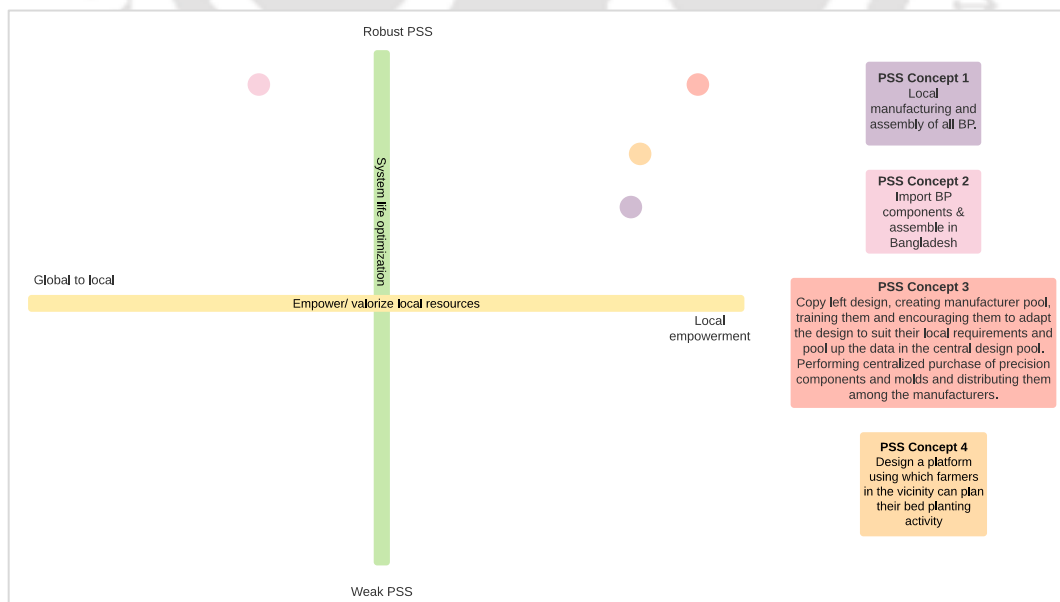 Robust PSS
System life optimization
Global to local
Empower/ valorize local resources
Local
empowerment
Weak PSS
PSS Concept 1
Local
manufacturing and
assembly of all BP.
PSS Concept 2
Import BP
components &
assemble in
Bangladesh
PSS Concept 3
Copy left design, creating manufacturer pool,
training them and encouraging them to adapt
the design to suit their local requirements and
pool up the data in the central design pool.
Performing centralized purchase of precision
components and molds and distributing them
among the manufacturers.
PSS Concept 4
Design a platform
using which farmers
in the vicinity can plan
their bed planting
activity